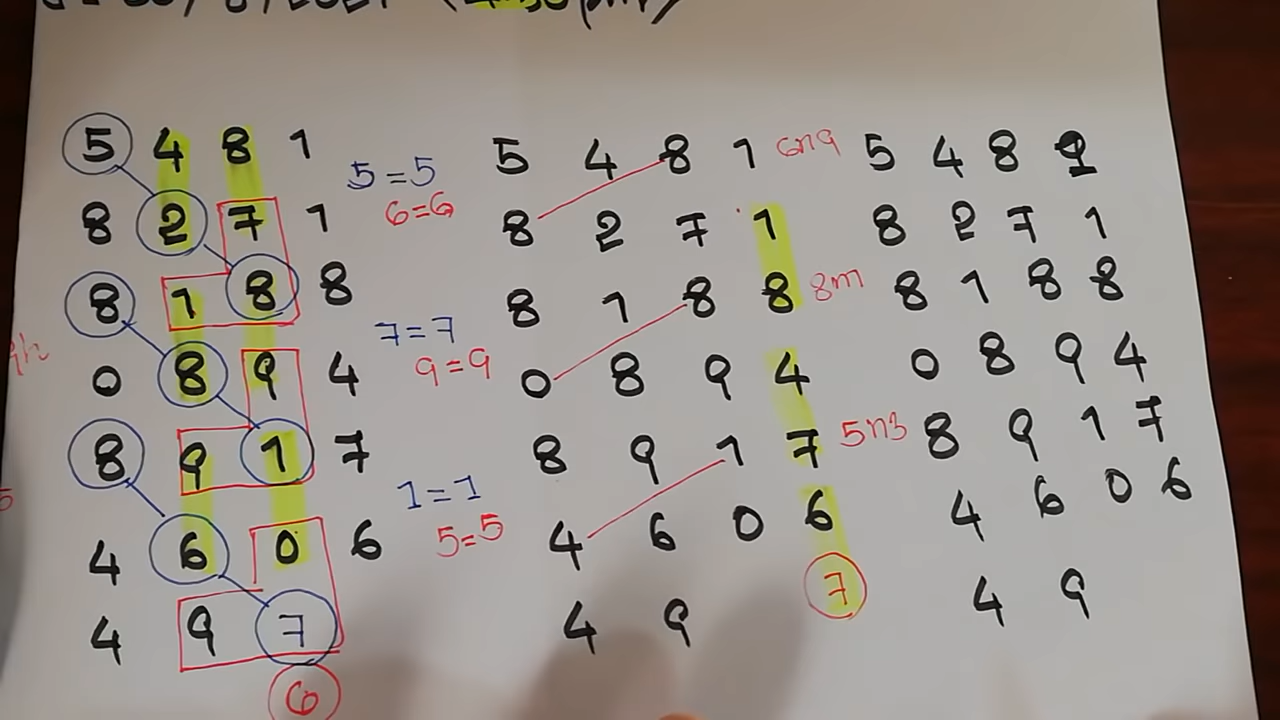 5 4 8 1 5 4 8 1 6n9 5 4 8 9
5=5
6=6
8 2 7 1 8 2 7 1 8 2 7 1
8 1 8 8 8 1 8 8 8m 8 1 8 8
7=7
9=9
0 8 9 4 0 8 9 4 0 8 9 4
8 9 1 7 8 9 1 7 5n3 8 9 1 7
1=1
5=5
4 6 0 6 4 6 0 6 4 6 0 6
4 9 7 4 9 7 4 9
6